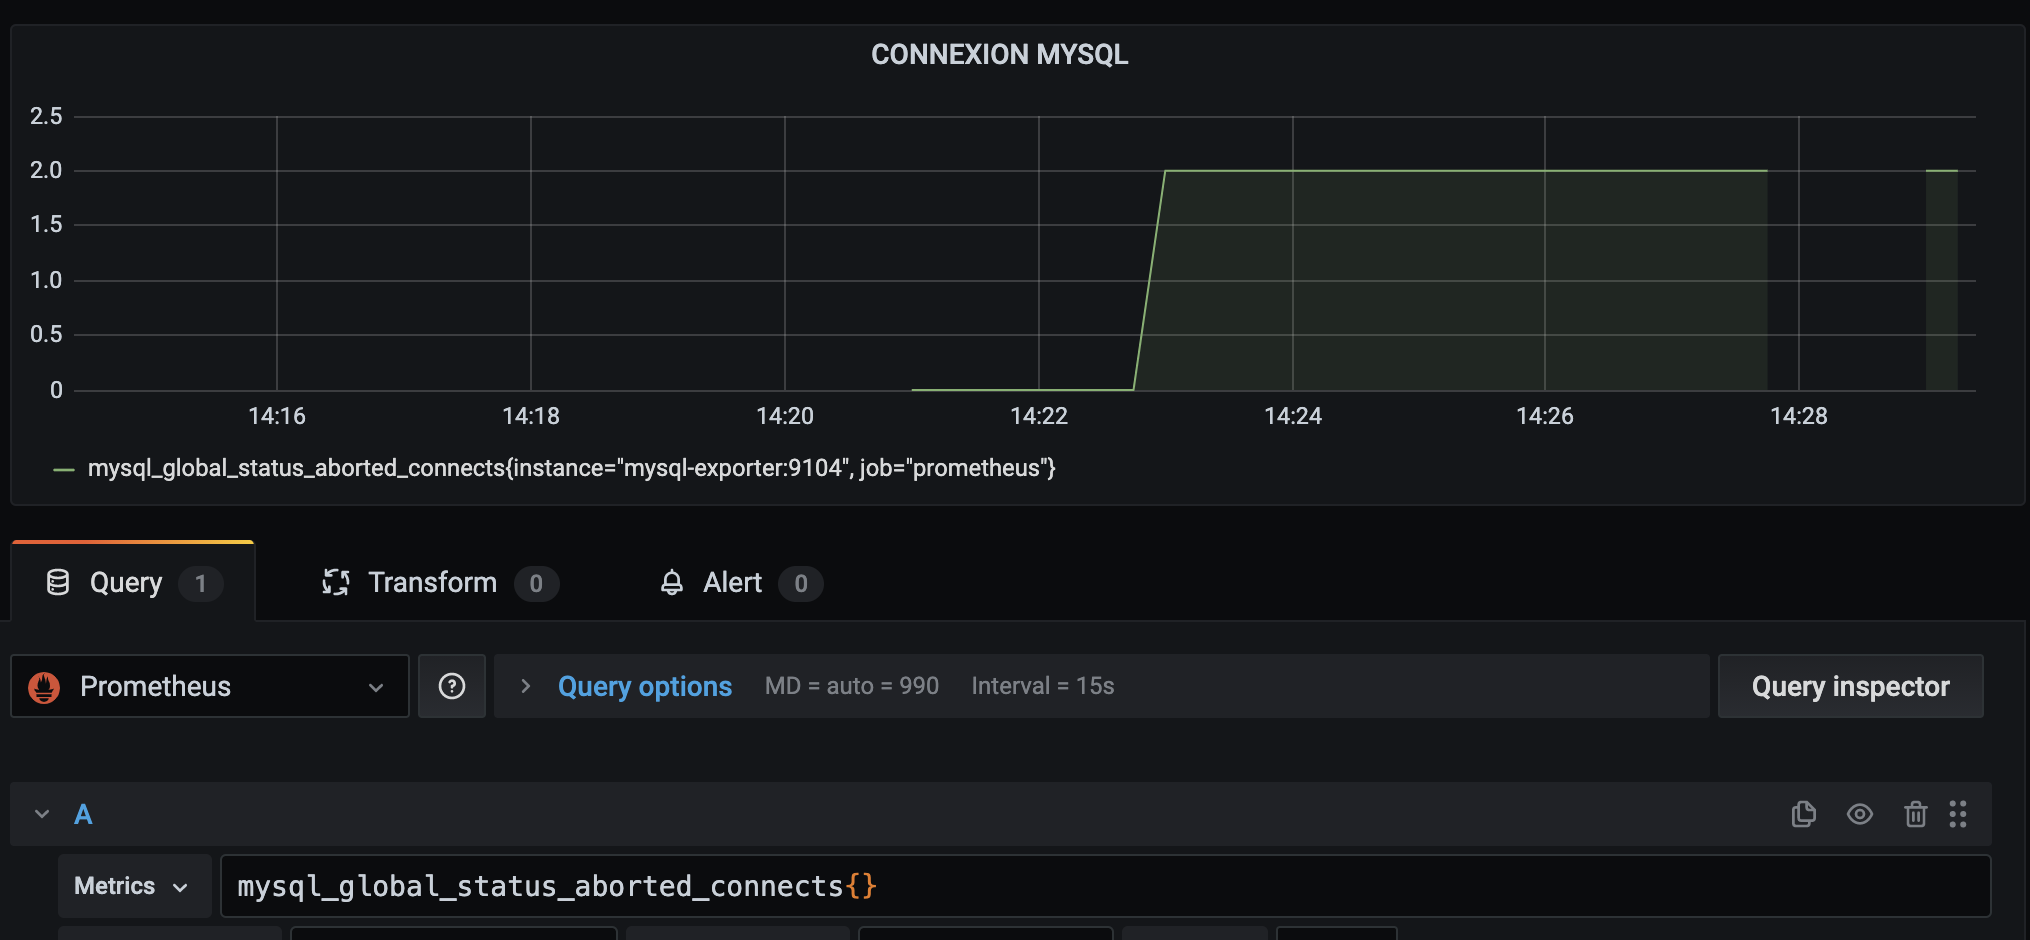 CONNEXION MYSQL
2.5
2.0
1.5
1.0
0.5
0
14:16 14:18 14:20 14:22 14:24 14:26 14:28
mysql_global_status_aborted_connects{instance="mysql-exporter:9104", job="prometheus"}
Query 1 Transform 0 Alert 0
Prometheus Query options MD = auto = 990 Interval = 15s Query inspector
A
Metrics mysql_global_status_aborted_connects{}